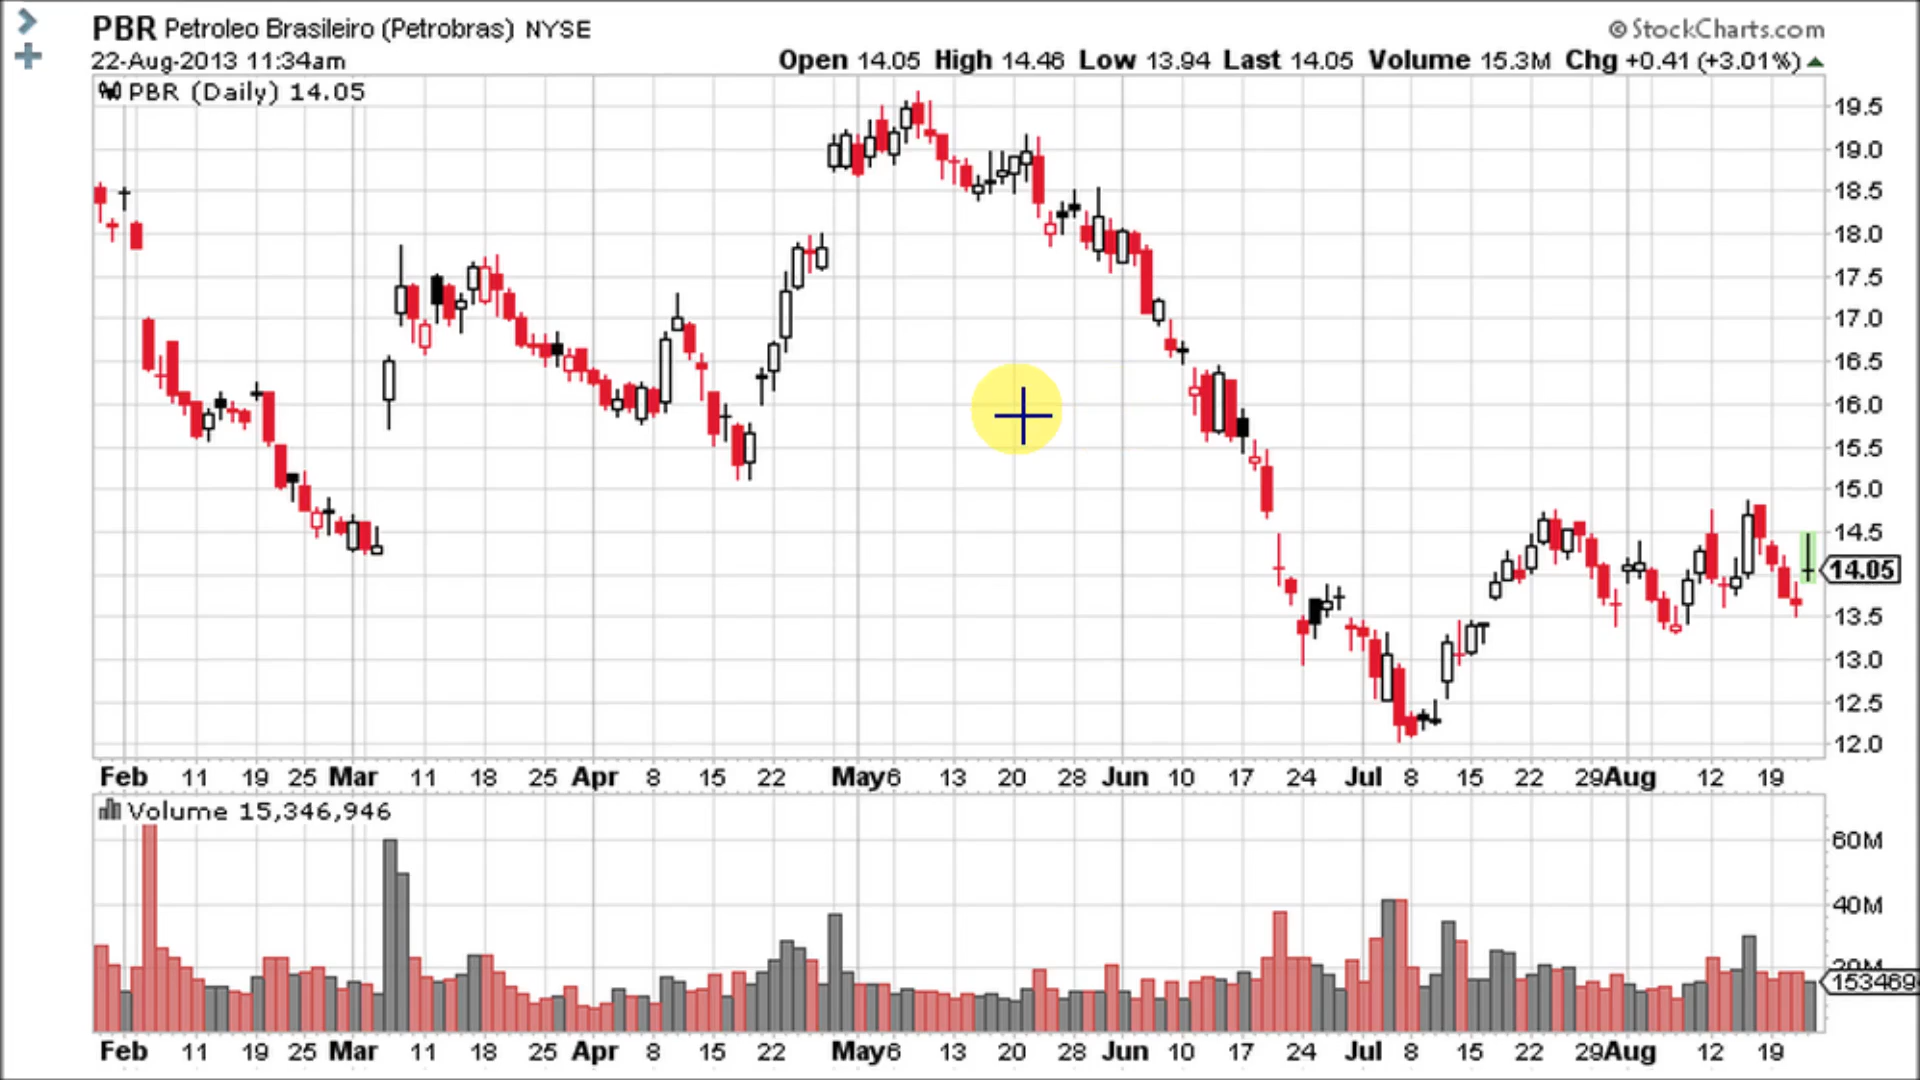 PBR Petroleo Brasileiro (Petrobras) NYSE © StockCharts.com
22-Aug-2013 11:34am Open 14.05 High 14.46 Low 13.94 Last 14.05 Volume 15.3M Chg +0.41 (+3.01%)
PBR (Daily) 14.05
19.5
19.0
18.5
18.0
17.5
17.0
16.5
16.0
15.5
15.0
14.5
14.05
13.5
13.0
12.5
12.0
Feb 11 19 25 Mar 11 18 25 Apr 8 15 22 May 6 13 20 28 Jun 10 17 24 Jul 8 15 22 29 Aug 12 19
Volume 15,346,946
60M
40M
20M
153469
Feb 11 19 25 Mar 11 18 25 Apr 8 15 22 May 6 13 20 28 Jun 10 17 24 Jul 8 15 22 29 Aug 12 19